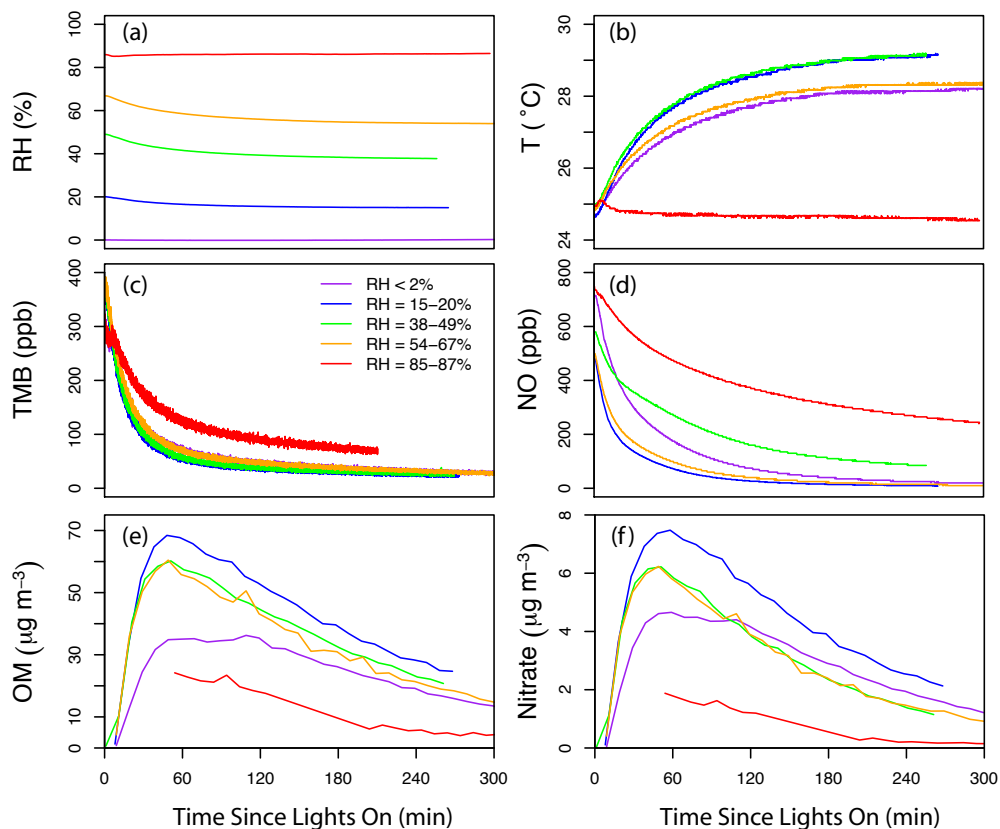 (a)
RH (%)
0 20 40 60 80 100
(b)
T ( °C)
24 26 28 30
(c)
TMB (ppb)
0 100 200 300 400
RH < 2%
RH = 15–20%
RH = 38–49%
RH = 54–67%
RH = 85–87%
(d)
NO (ppb)
0 200 400 600 800
(e)
OM (μg m⁻³)
0 10 20 30 50 70
0 60 120 180 240 300
Time Since Lights On (min)
(f)
Nitrate (μg m⁻³)
0 2 4 6 8
0 60 120 180 240 300
Time Since Lights On (min)